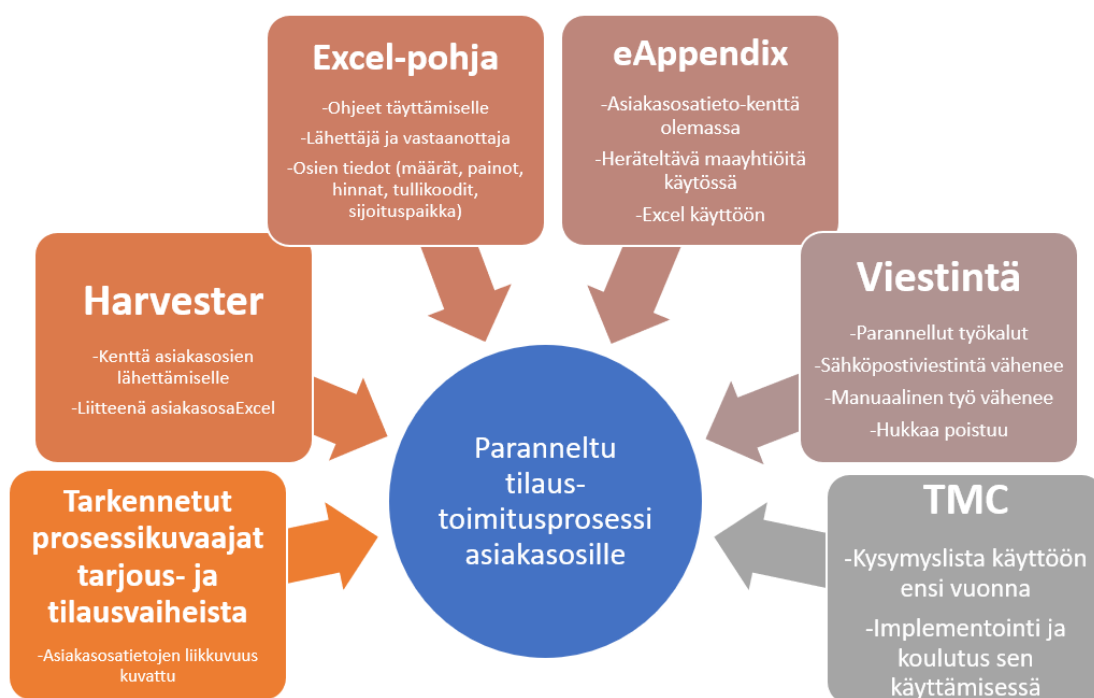 Excel-pohja
-Ohjeet täyttämiselle
-Lähettäjä ja vastaanottaja
-Osien tiedot (määrät, painot,
hinnat, tullikoodit,
sijoituspaikka)
eAppendix
-Asiakasosatieto-kenttä
olemassa
-Heräteltävä maayhtiöitä
käytössä
-Excel käyttöön
Harvester
-Kenttä asiakasosien
lähettämiselle
-Liitteenä asiakasosaExcel
Viestintä
-Parannellut työkalut
-Sähköpostiviestintä vähenee
-Manuaalinen työ vähenee
-Hukkaa poistuu
Tarkennetut
prosessikuvaajat
tarjous- ja
tilausvaiheista
-Asiakasosatietojen liikkuvuus
kuvattu
Paranneltu
tilaus-
toimitusprosessi
asiakasosille
TMC
-Kysymyslista käyttöön
ensi vuonna
-Implementointi ja
koulutus sen
käyttämisessä